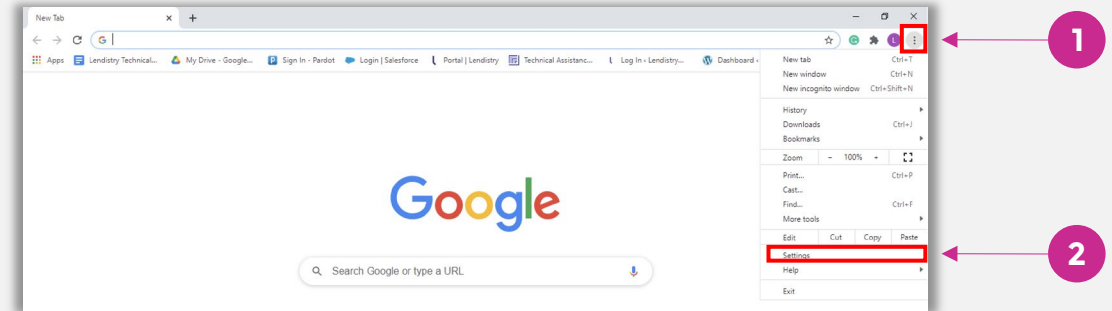 New Tab
G
Apps Lendistry Technical... My Drive - Google... Sign In - Pardot Login | Salesforce Portal | Lendistry Technical Assistanc... Log In ‹ Lendistry... Dashboard ‹
L
1
New tab Ctrl+T
New window Ctrl+N
New incognito window Ctrl+Shift+N
History
Downloads Ctrl+J
Bookmarks
Zoom - 100% +
Print... Ctrl+P
Cast...
Find... Ctrl+F
More tools
Edit Cut Copy Paste
Settings
2
Help
Exit
Google
Search Google or type a URL